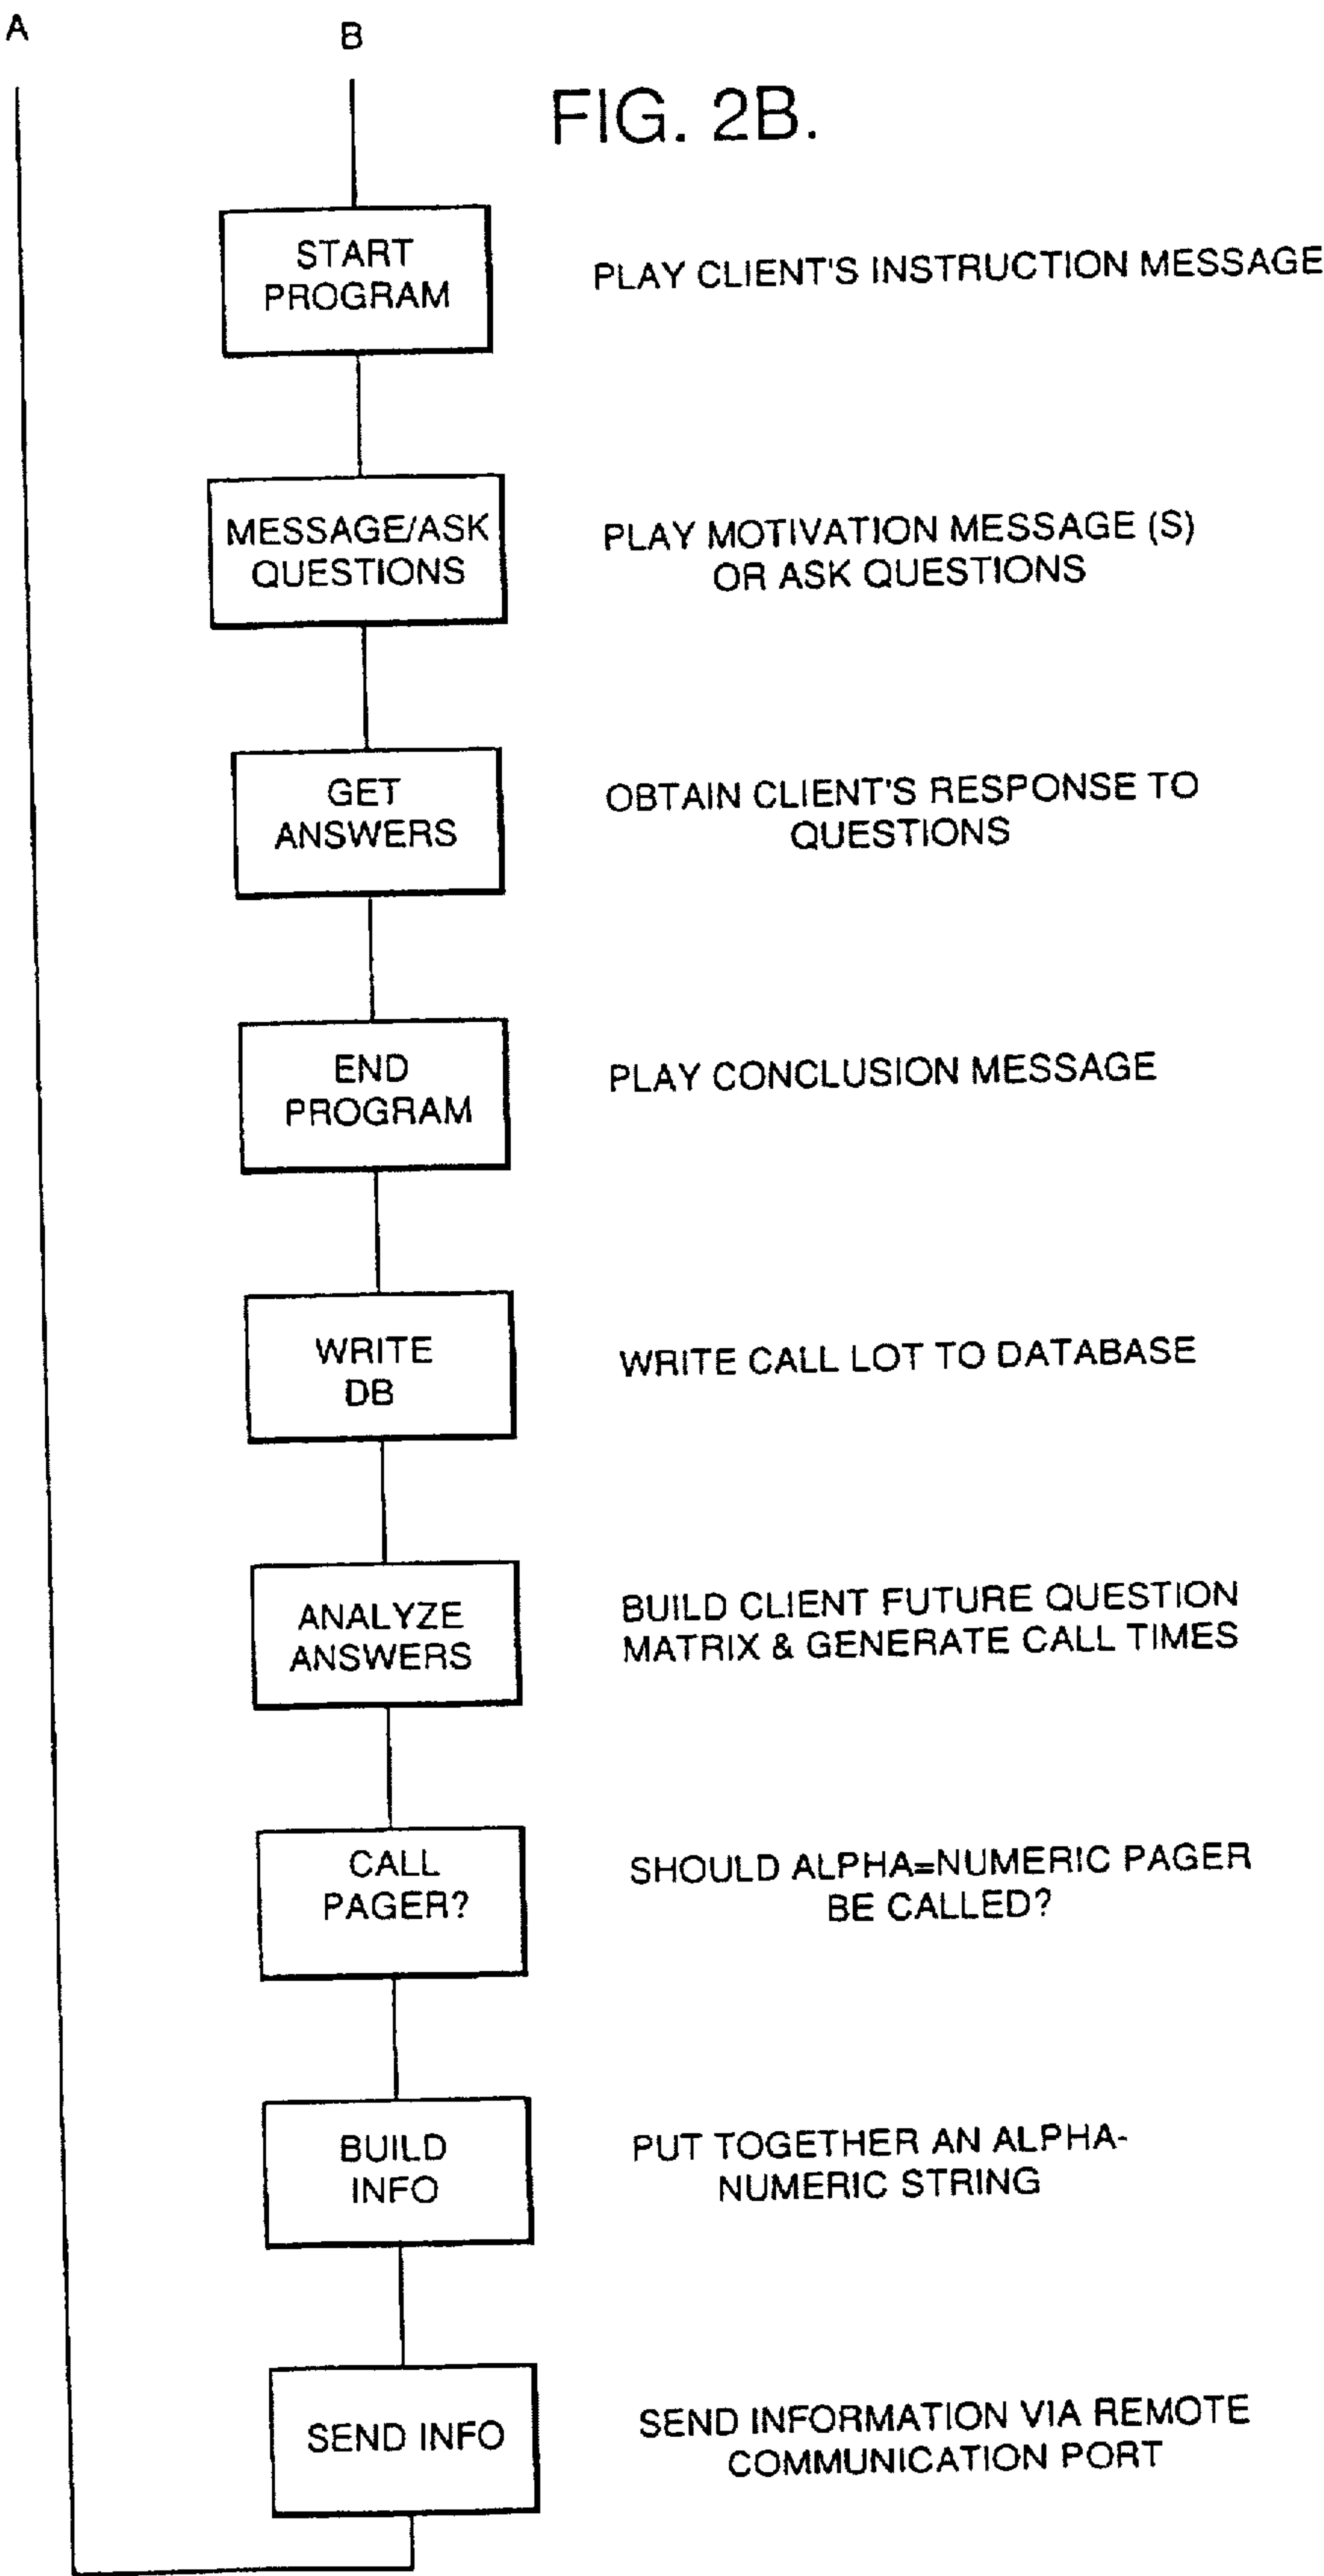 A
B
FIG. 2B.
START
PROGRAM
PLAY CLIENT'S INSTRUCTION MESSAGE
MESSAGE/ASK
QUESTIONS
PLAY MOTIVATION MESSAGE (S)
OR ASK QUESTIONS
GET
ANSWERS
OBTAIN CLIENT'S RESPONSE TO
QUESTIONS
END
PROGRAM
PLAY CONCLUSION MESSAGE
WRITE
DB
WRITE CALL LOT TO DATABASE
ANALYZE
ANSWERS
BUILD CLIENT FUTURE QUESTION
MATRIX & GENERATE CALL TIMES
CALL
PAGER?
SHOULD ALPHA=NUMERIC PAGER
BE CALLED?
BUILD
INFO
PUT TOGETHER AN ALPHA-
NUMERIC STRING
SEND INFO
SEND INFORMATION VIA REMOTE
COMMUNICATION PORT